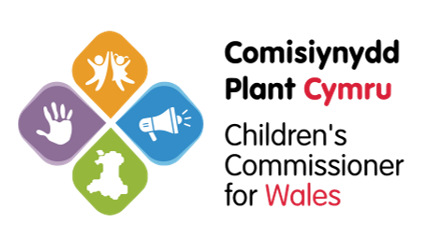 Comisiynydd
Plant Cymru
Children's
Commissioner
for Wales